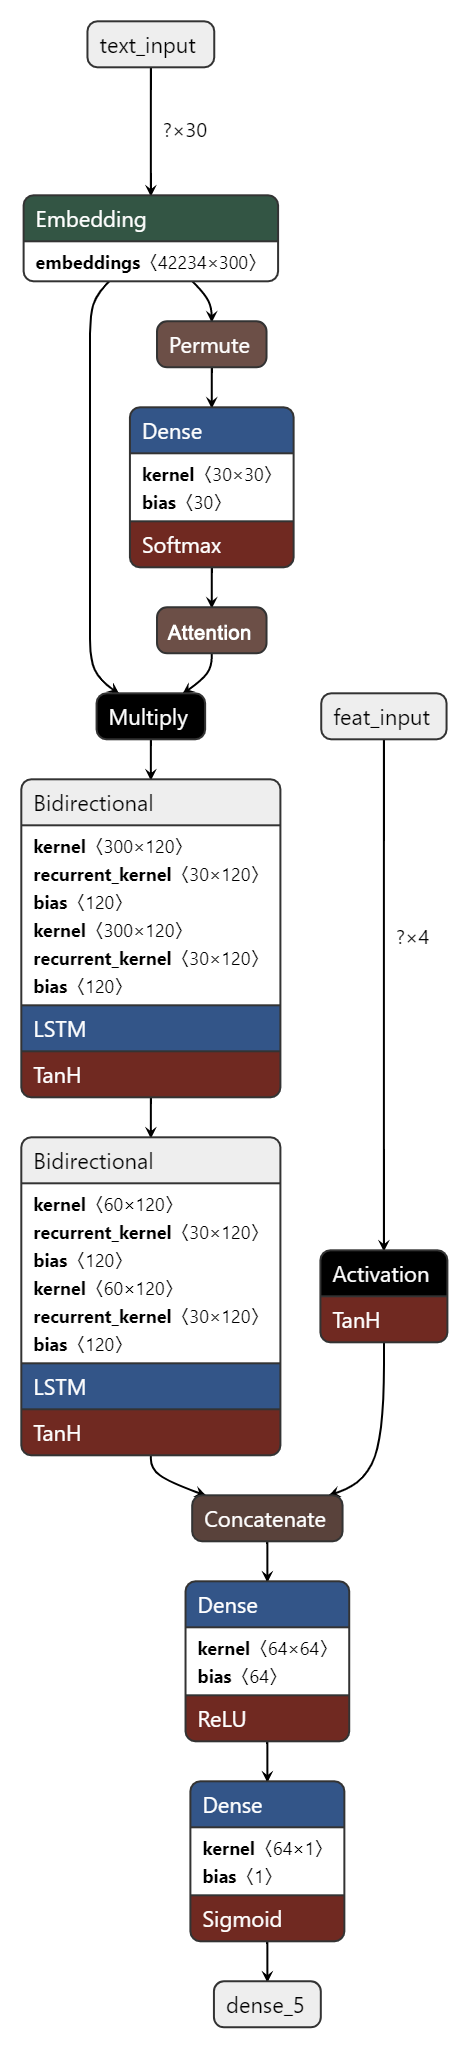 text_input
?×30
Embedding
embeddings〈42234×300〉
Permute
Dense
kernel〈30×30〉
bias〈30〉
Softmax
Attention
Multiply
feat_input
Bidirectional
kernel〈300×120〉
recurrent_kernel〈30×120〉
bias〈120〉
kernel〈300×120〉
recurrent_kernel〈30×120〉
bias〈120〉
LSTM
TanH
?×4
Bidirectional
kernel〈60×120〉
recurrent_kernel〈30×120〉
bias〈120〉
kernel〈60×120〉
recurrent_kernel〈30×120〉
bias〈120〉
LSTM
TanH
Activation
TanH
Concatenate
Dense
kernel〈64×64〉
bias〈64〉
ReLU
Dense
kernel〈64×1〉
bias〈1〉
Sigmoid
dense_5